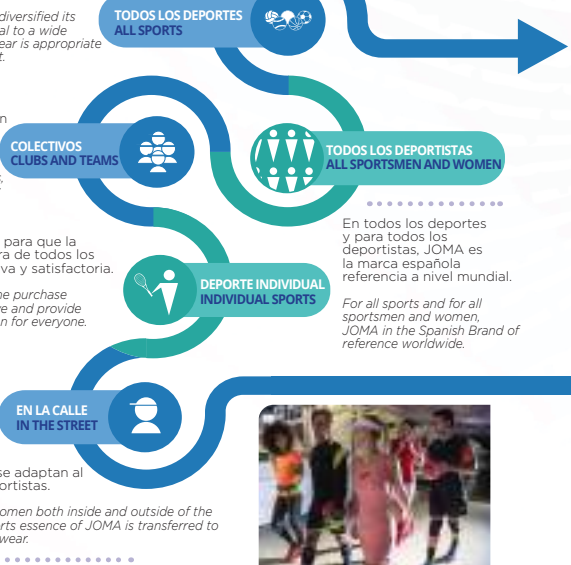 diversified its
al to a wide
ear is appropriate
t.
TODOS LOS DEPORTES
ALL SPORTS
n
COLECTIVOS
CLUBS AND TEAMS
TODOS LOS DEPORTISTAS
ALL SPORTSMEN AND WOMEN
En todos los deportes
y para todos los
deportistas, JOMA es
la marca española
referencia a nivel mundial.
For all sports and for all
sportsmen and women,
JOMA in the Spanish Brand of
reference worldwide.
para que la
ra de todos los
va y satisfactoria.
ne purchase
e and provide
n for everyone.
DEPORTE INDIVIDUAL
INDIVIDUAL SPORTS
EN LA CALLE
IN THE STREET
se adaptan al
ortistas.
omen both inside and outside of the
rts essence of JOMA is transferred to
wear.